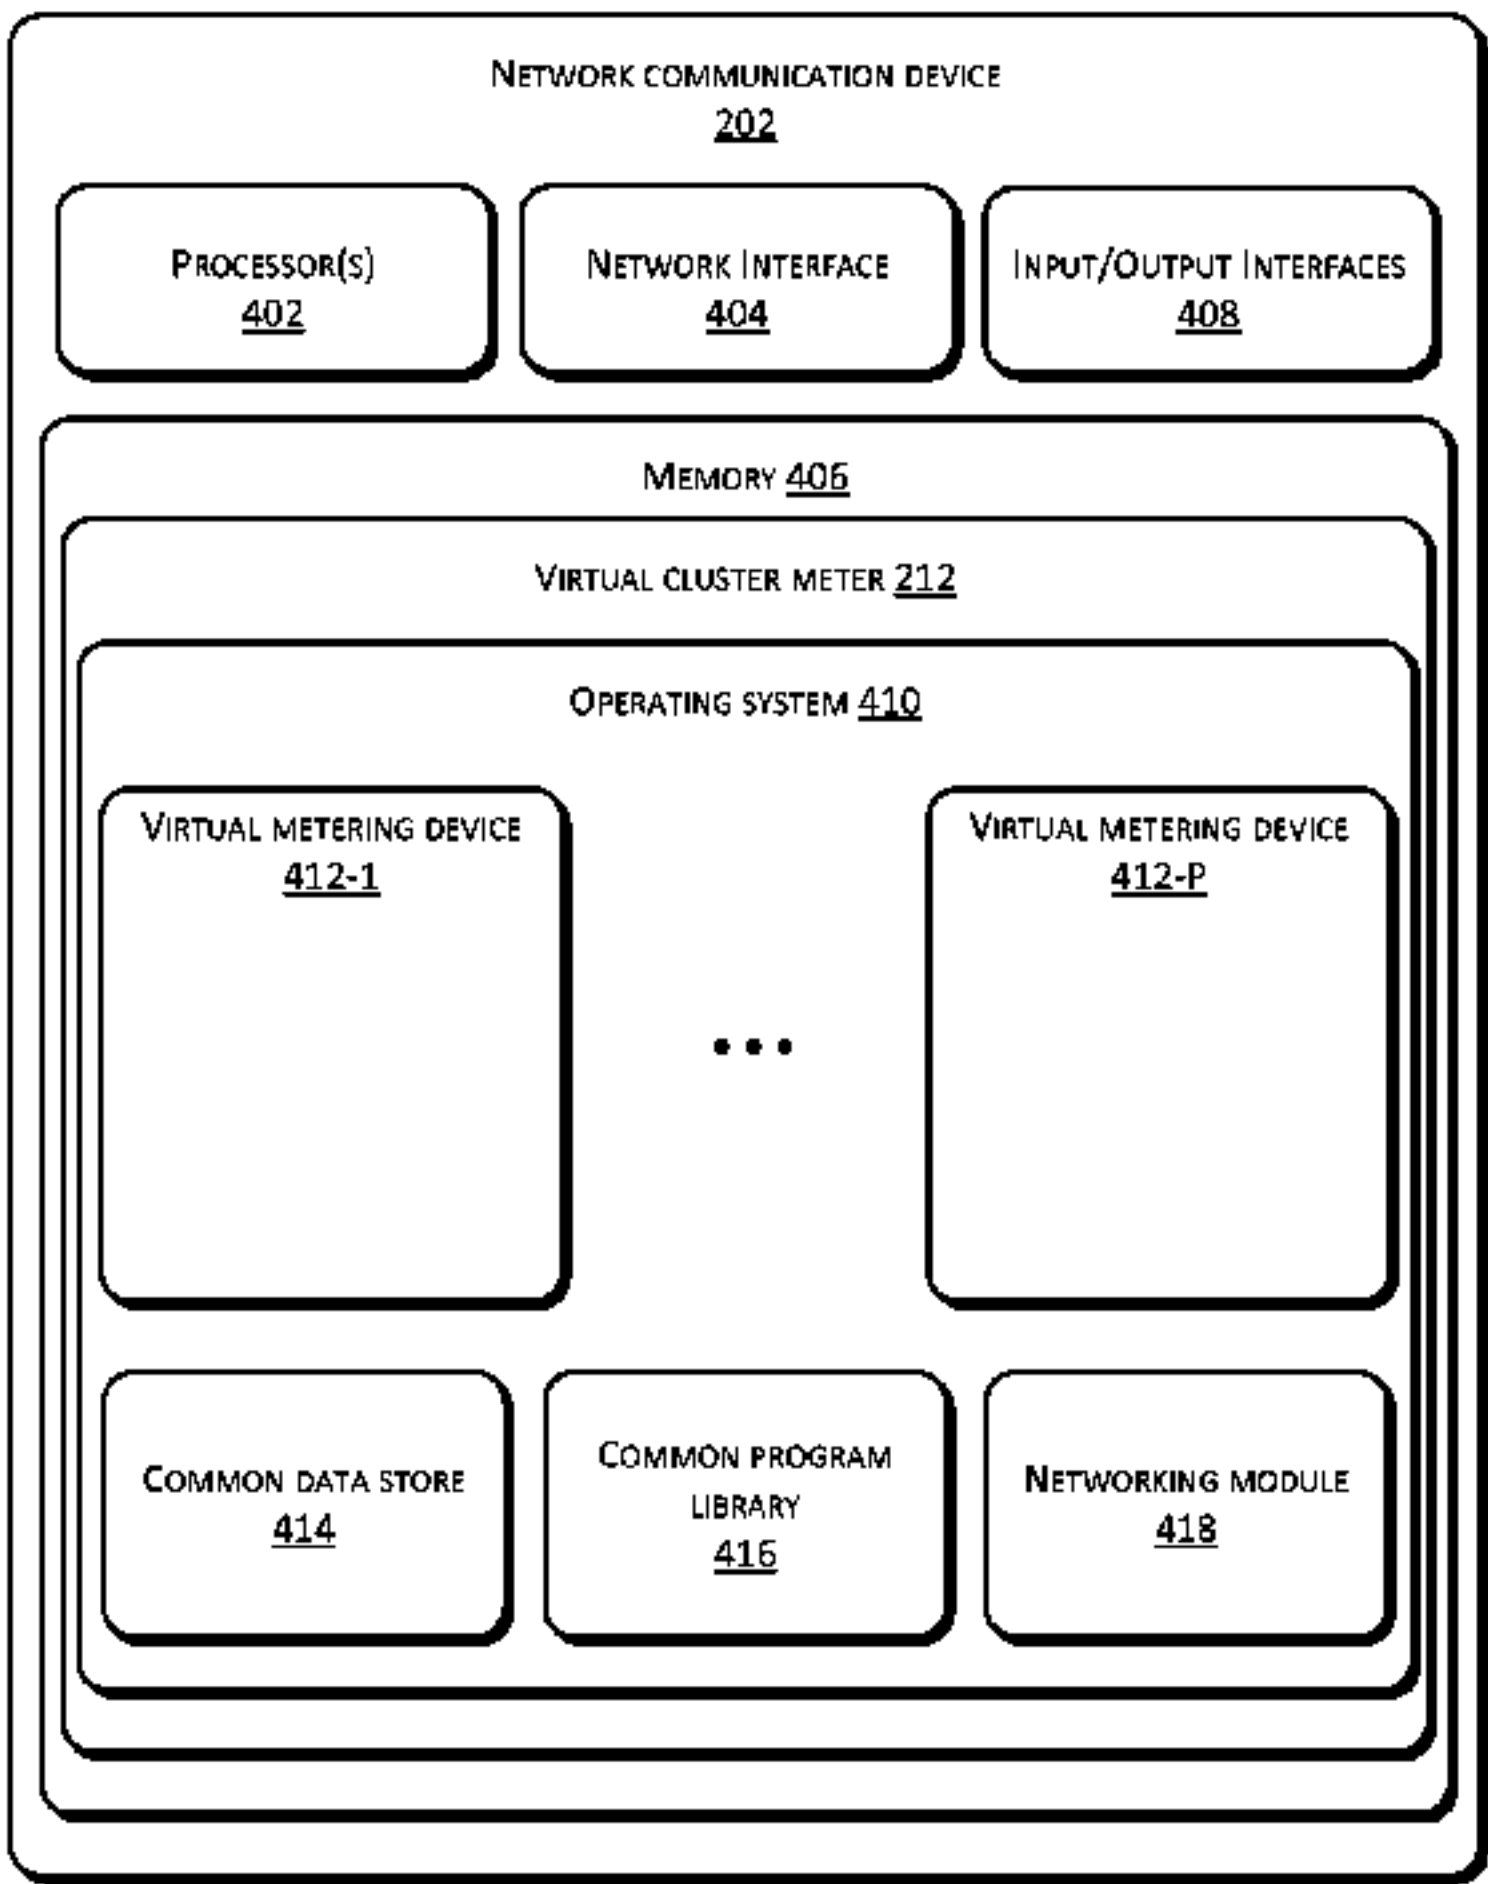 NETWORK COMMUNICATION DEVICE
202
PROCESSOR(S)
402
NETWORK INTERFACE
404
INPUT/OUTPUT INTERFACES
408
MEMORY 406
VIRTUAL CLUSTER METER 212
OPERATING SYSTEM 410
VIRTUAL METERING DEVICE
412-1
VIRTUAL METERING DEVICE
412-P
• • •
COMMON DATA STORE
414
COMMON PROGRAM
LIBRARY
416
NETWORKING MODULE
418